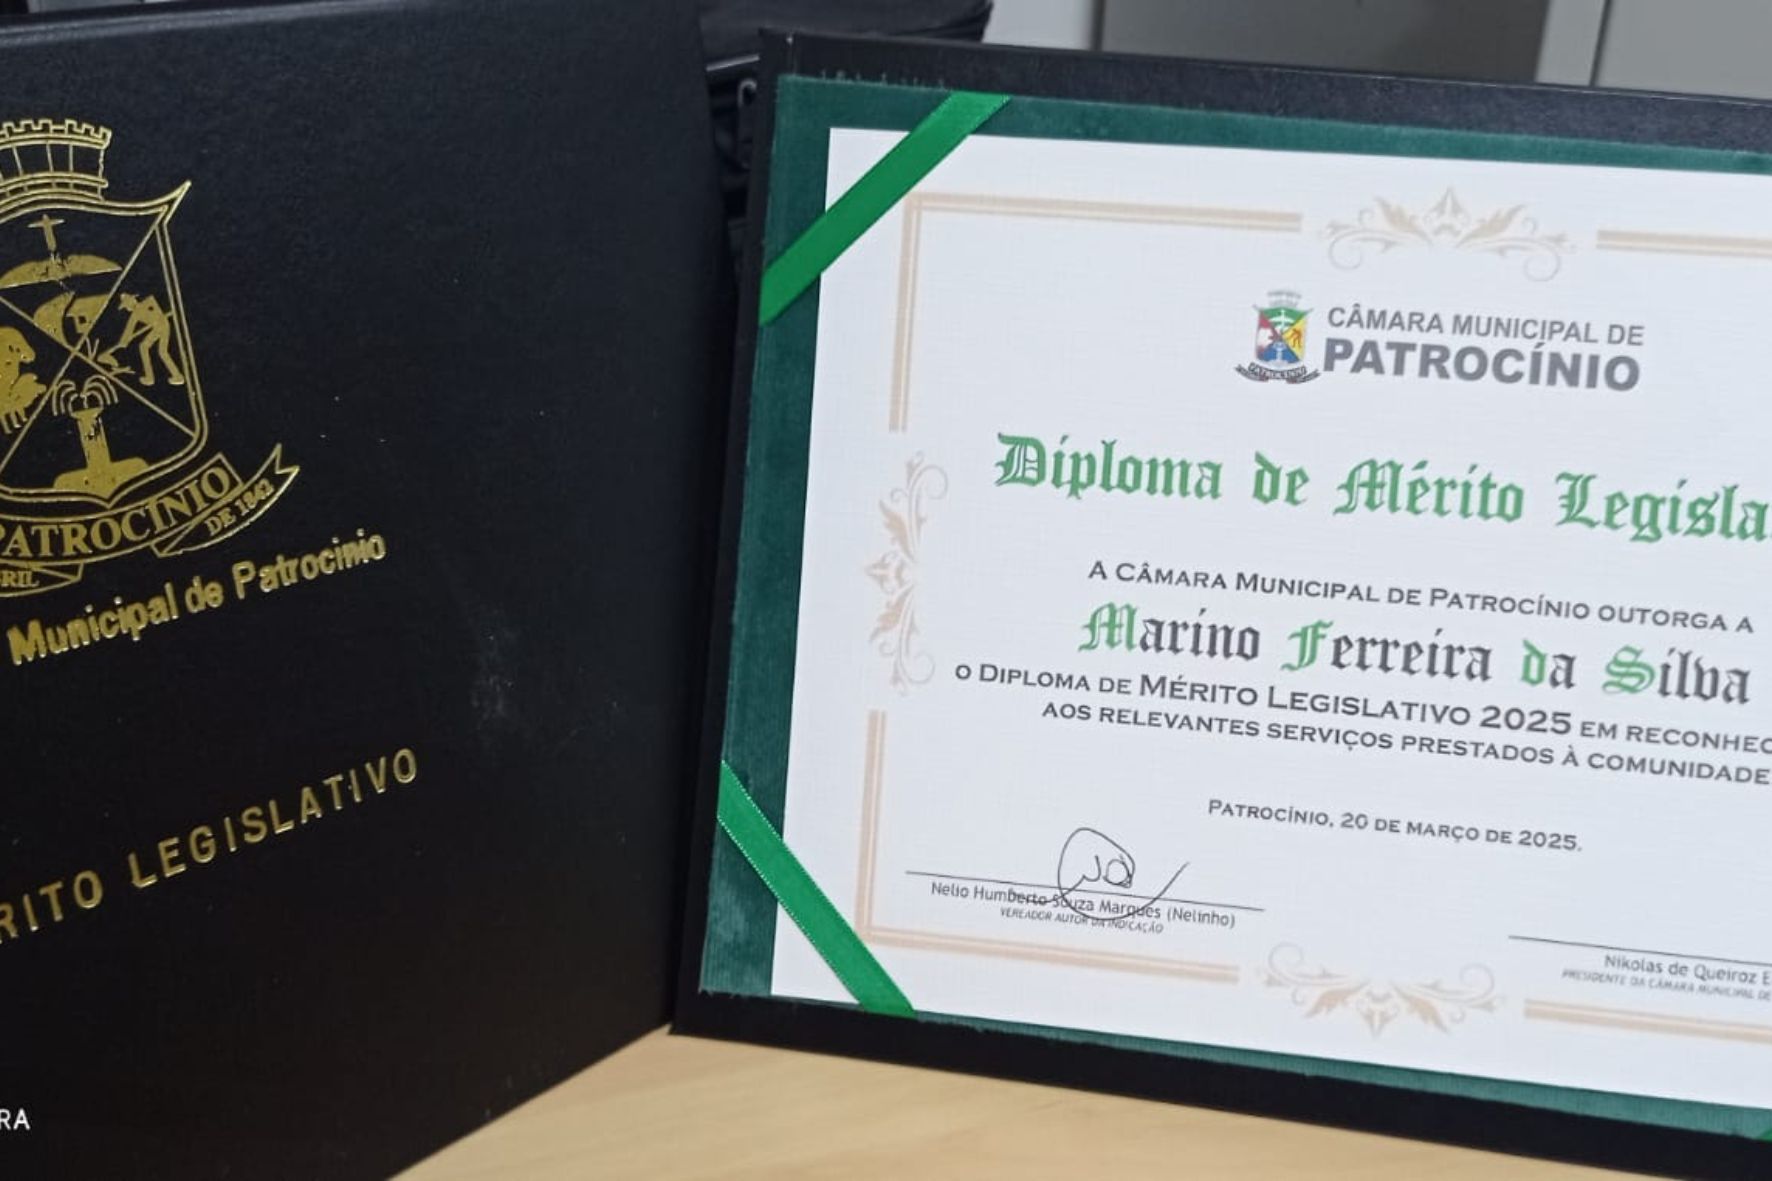 PATROCÍNIO
DE 1842
RIL
Municipal de Patrocinio
RITO LEGISLATIVO
RA
CÂMARA MUNICIPAL DE
PATROCÍNIO
Diploma de Mérito Legisla
A CÂMARA MUNICIPAL DE PATROCÍNIO OUTORGA A
Marino Ferreira da Silva
O DIPLOMA DE MÉRITO LEGISLATIVO 2025 EM RECONHEC
AOS RELEVANTES SERVIÇOS PRESTADOS À COMUNIDADE
PATROCÍNIO, 20 DE MARÇO DE 2025.
Nelio Humberto Souza Marques (Nelinho)
VEREADOR AUTOR DA INDICAÇÃO
Nikolas de Queiroz E
PRESIDENTE DA CÂMARA MUNICIPAL DE